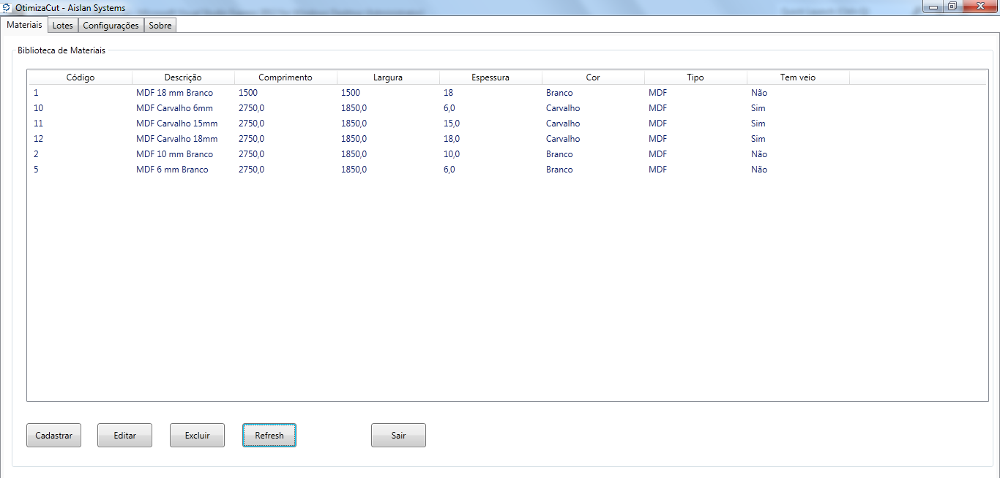 OtimizaCut - Aislan Systems
Materiais Lotes Configurações Sobre
Biblioteca de Materiais
Código Descrição Comprimento Largura Espessura Cor Tipo Tem veio
1 MDF 18 mm Branco 1500 1500 18 Branco MDF Não
10 MDF Carvalho 6mm 2750,0 1850,0 6,0 Carvalho MDF Sim
11 MDF Carvalho 15mm 2750,0 1850,0 15,0 Carvalho MDF Sim
12 MDF Carvalho 18mm 2750,0 1850,0 18,0 Carvalho MDF Sim
2 MDF 10 mm Branco 2750,0 1850,0 10,0 Branco MDF Não
5 MDF 6 mm Branco 2750,0 1850,0 6,0 Branco MDF Não
Cadastrar Editar Excluir Refresh Sair